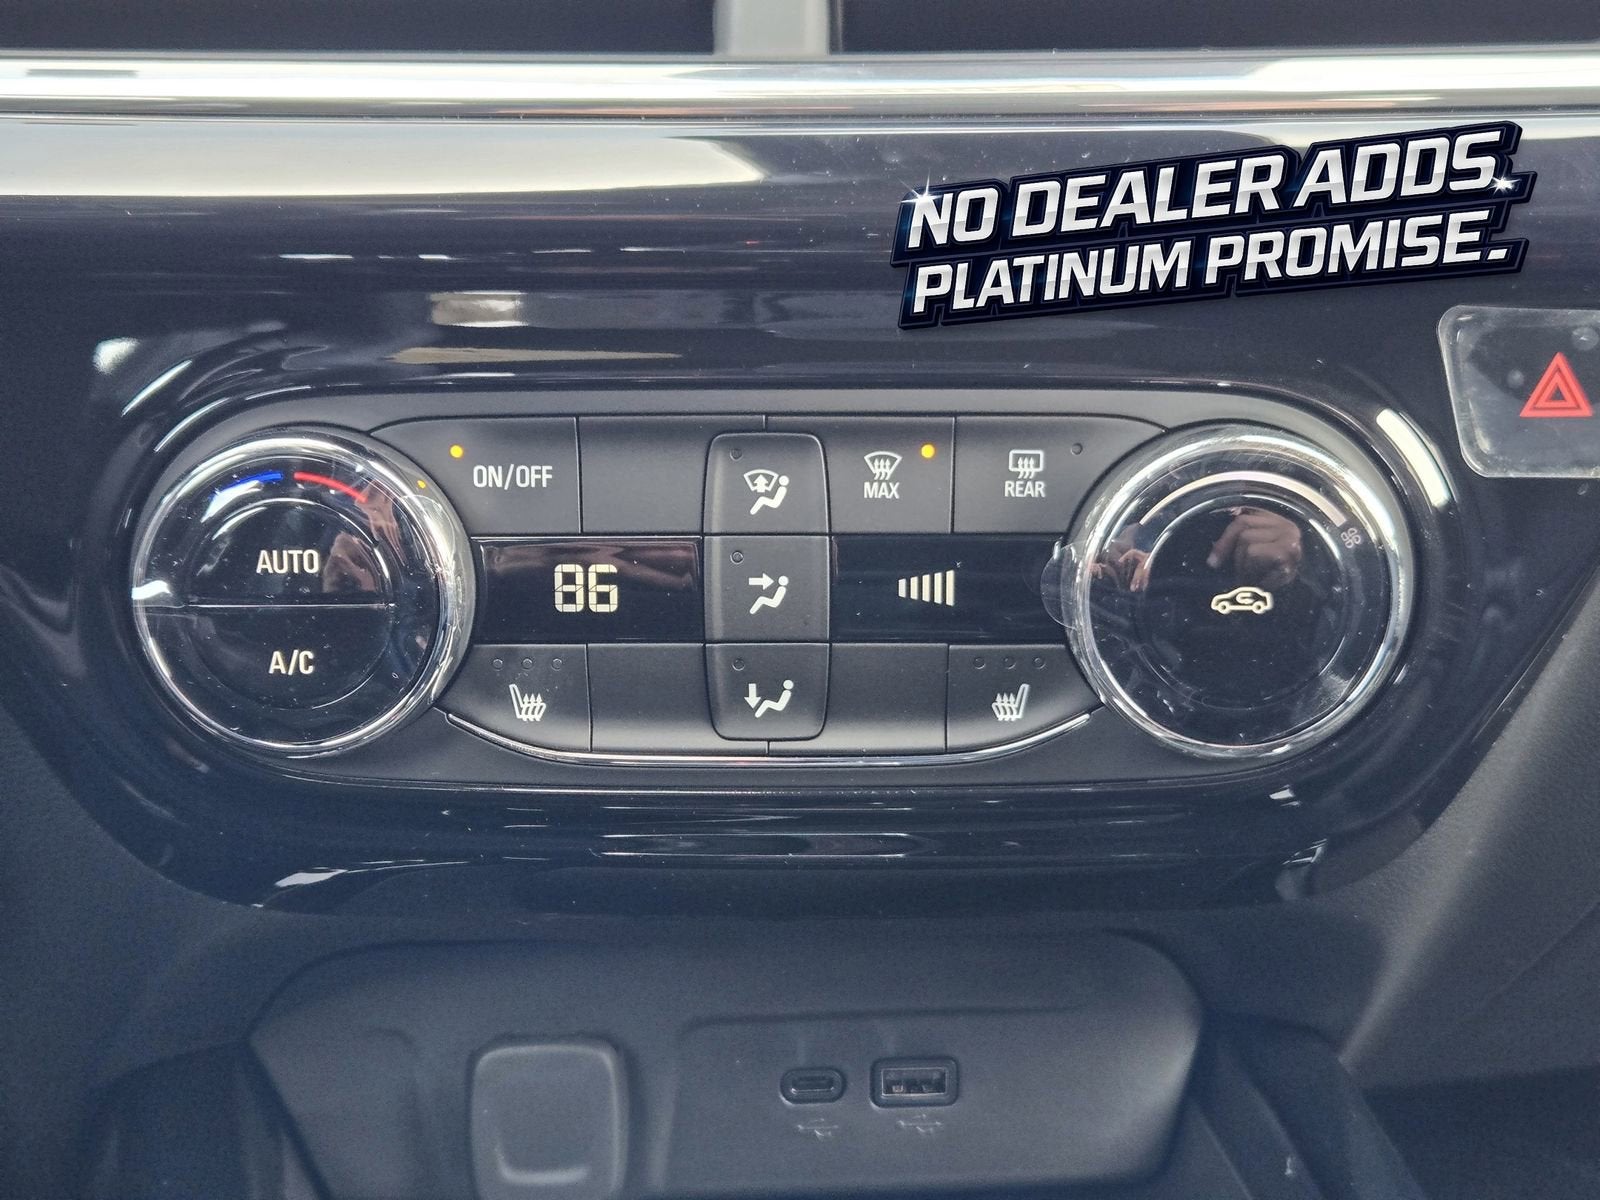 NO DEALER ADDS.
PLATINUM PROMISE.
ON/OFF
MAX
REAR
AUTO
86
A/C